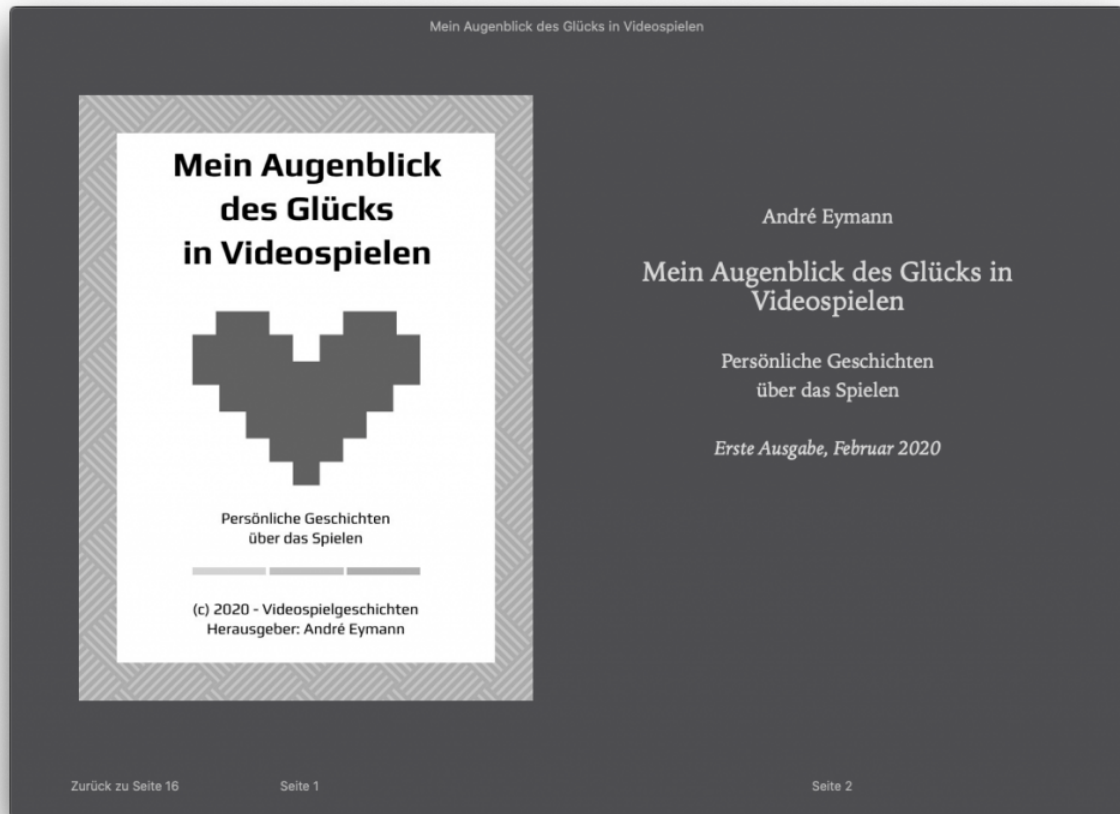 Mein Augenblick des Glücks in Videospielen
Mein Augenblick
des Glücks
in Videospielen
Persönliche Geschichten
über das Spielen
(c) 2020 - Videospielgeschichten
Herausgeber: André Eymann
André Eymann
Mein Augenblick des Glücks in
Videospielen
Persönliche Geschichten
über das Spielen
Erste Ausgabe, Februar 2020
Zurück zu Seite 16
Seite 1
Seite 2